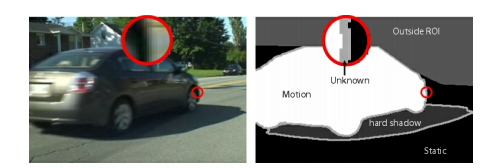 Outside ROI
Unknown
Motion
hard shadow
Static